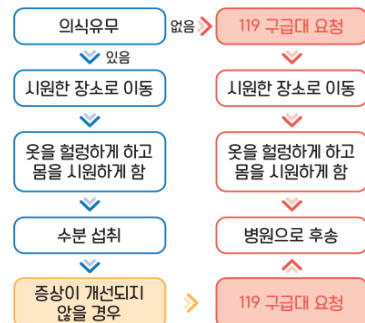 의식유무
없음
119 구급대 요청
있음
시원한 장소로 이동
시원한 장소로 이동
옷을 헐렁하게 하고
몸을 시원하게 함
옷을 헐렁하게 하고
몸을 시원하게 함
수분 섭취
병원으로 후송
증상이 개선되지
않을 경우
119 구급대 요청